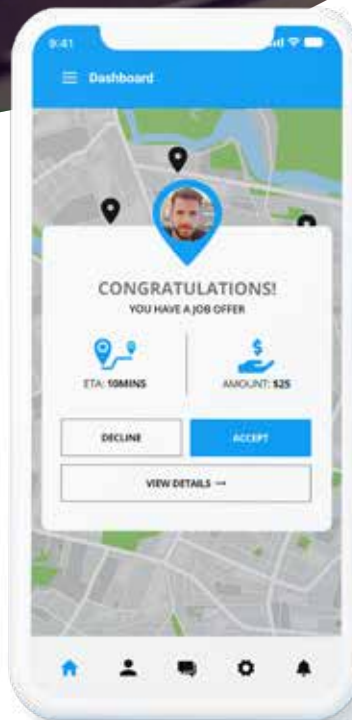 9:41
Dashboard
CONGRATULATIONS!
YOU HAVE A JOB OFFER
ETA: 10MINS
AMOUNT: $25
DECLINE
ACCEPT
VIEW DETAILS →